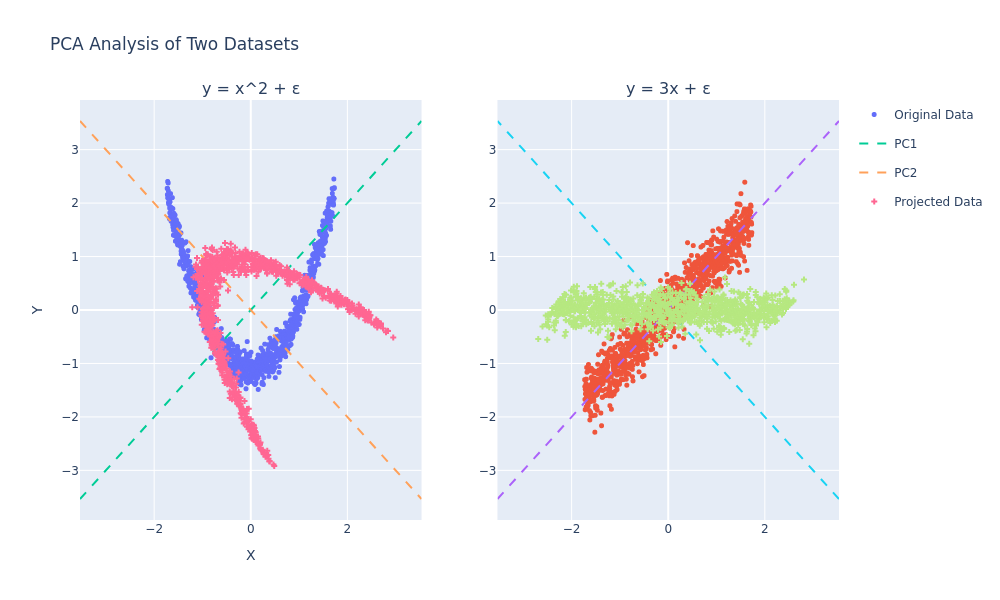 PCA Analysis of Two Datasets
y = x^2 + ε
y = 3x + ε
Original Data
PC1
PC2
Projected Data
3
2
1
0
−1
−2
−3
Y
−2
0
2
X
3
2
1
0
−1
−2
−3
−2
0
2